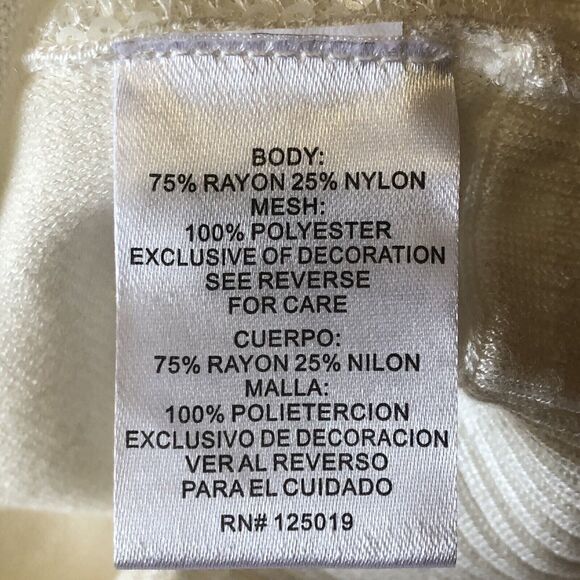 BODY:
75% RAYON 25% NYLON
MESH:
100% POLYESTER
EXCLUSIVE OF DECORATION
SEE REVERSE
FOR CARE
CUERPO:
75% RAYON 25% NILON
MALLA:
100% POLIETERCION
EXCLUSIVO DE DECORACION
VER AL REVERSO
PARA EL CUIDADO
RN# 125019